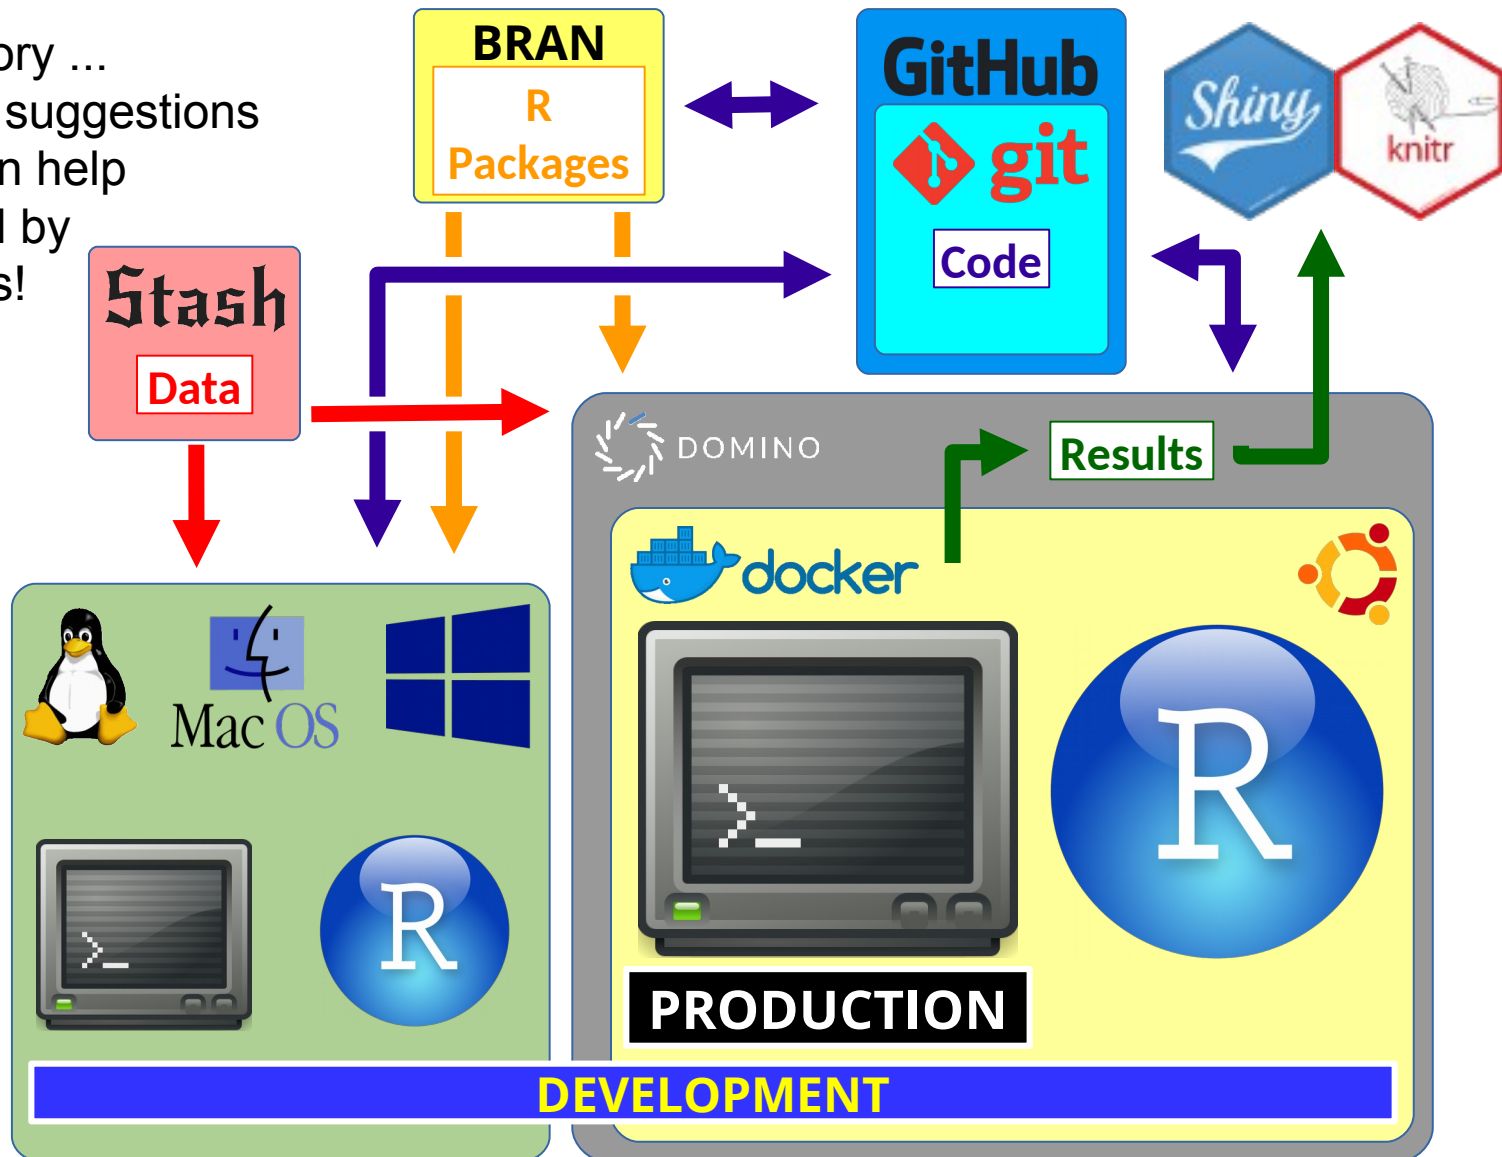 ory ...
suggestions
n help
l by
s!
BRAN
R
Packages
GitHub
git
Code
Shiny
knitr
Stash
Data
DOMINO
Results
docker
Mac OS
>_
R
>_
R
PRODUCTION
DEVELOPMENT